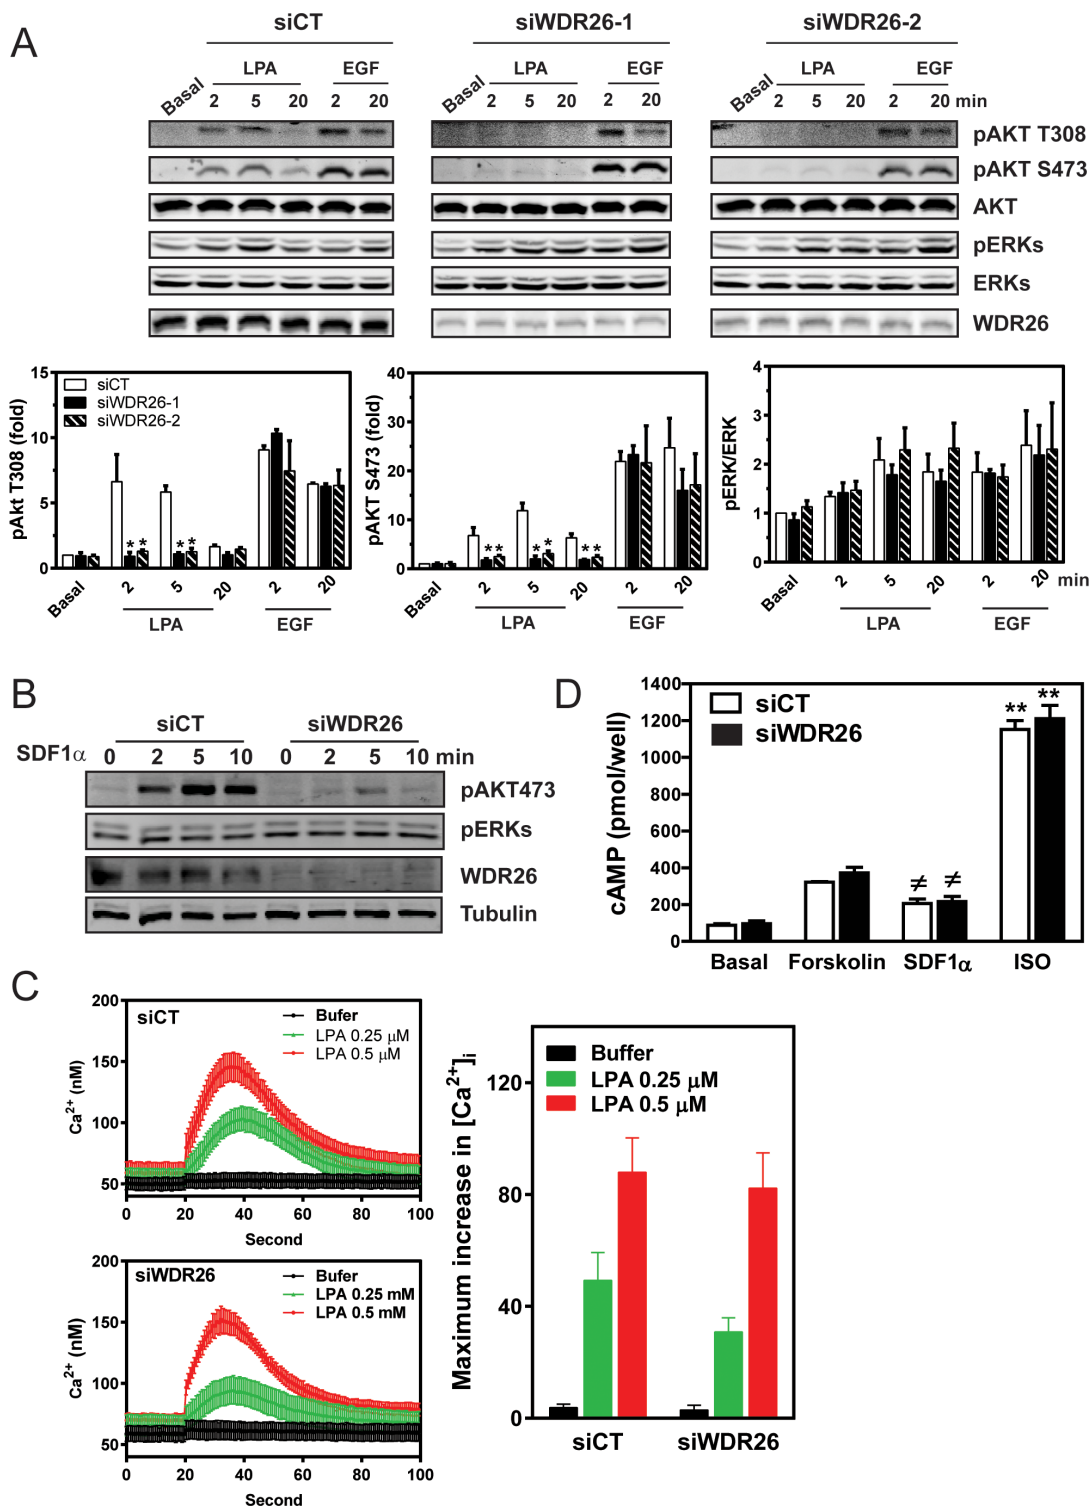 A
siCT
siWDR26-1
siWDR26-2
Basal
LPA
EGF
Basal
LPA
EGF
Basal
LPA
EGF
2 5 20 2 20
2 5 20 2 20
2 5 20 2 20 min
pAKT T308
pAKT S473
AKT
pERKs
ERKs
WDR26
pAkt T308 (fold)
15
10
5
0
siCT
siWDR26-1
siWDR26-2
* * * *
Basal 2 5 20 2 20
LPA EGF
pAKT S473 (fold)
40
30
20
10
0
** * * **
Basal 2 5 20 2 20
LPA EGF
pERK/ERK
4
3
2
1
0
Basal 2 5 20 2 20 min
LPA EGF
B
siCT siWDR26
SDF1α 0 2 5 10 0 2 5 10 min
pAKT473
pERKs
WDR26
Tubulin
D
cAMP (pmol/well)
1400
1200
1000
800
600
400
200
0
siCT
siWDR26
≠ ≠
** **
Basal Forskolin SDF1α ISO
C
siCT
Ca2+ (nM)
200
150
100
50
Bufer
LPA 0.25 μM
LPA 0.5 μM
0 20 40 60 80 100
Second
siWDR26
Ca2+ (nM)
200
150
100
50
Bufer
LPA 0.25 mM
LPA 0.5 mM
0 20 40 60 80 100
Second
Maximum increase in [Ca2+]i
120
80
40
0
Buffer
LPA 0.25 μM
LPA 0.5 μM
siCT siWDR26